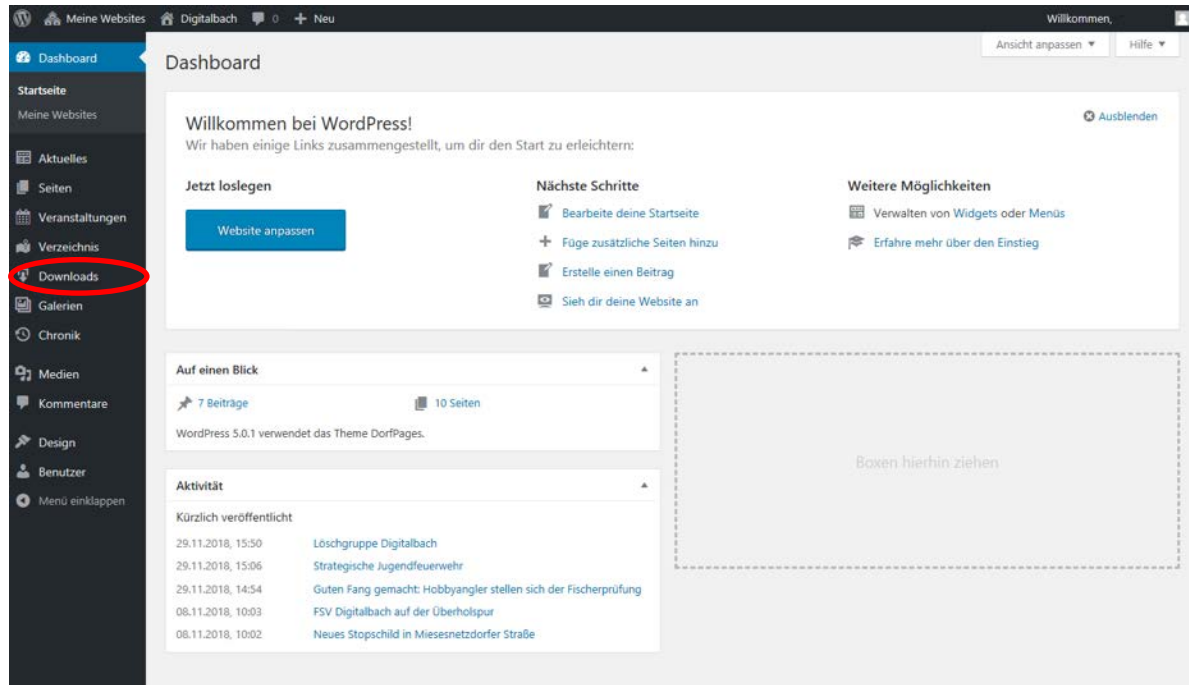 Meine Websites Digitalbach 0 + Neu Willkommen,
Ansicht anpassen Hilfe
Dashboard
Startseite
Meine Websites
Aktuelles
Seiten
Veranstaltungen
Verzeichnis
Downloads
Galerien
Chronik
Medien
Kommentare
Design
Benutzer
Menü einklappen
Dashboard
Willkommen bei WordPress!
Ausblenden
Wir haben einige Links zusammengestellt, um dir den Start zu erleichtern:
Jetzt loslegen
Website anpassen
Nächste Schritte
Bearbeite deine Startseite
Füge zusätzliche Seiten hinzu
Erstelle einen Beitrag
Sieh dir deine Website an
Weitere Möglichkeiten
Verwalten von Widgets oder Menüs
Erfahre mehr über den Einstieg
Auf einen Blick
7 Beiträge 10 Seiten
WordPress 5.0.1 verwendet das Theme DorfPages.
Aktivität
Kürzlich veröffentlicht
29.11.2018, 15:50 Löschgruppe Digitalbach
29.11.2018, 15:06 Strategische Jugendfeuerwehr
29.11.2018, 14:54 Guten Fang gemacht: Hobbyangler stellen sich der Fischerprüfung
08.11.2018, 10:03 FSV Digitalbach auf der Überholspur
08.11.2018, 10:02 Neues Stopschild in Miesesnetzdorfer Straße
Boxen hierhin ziehen